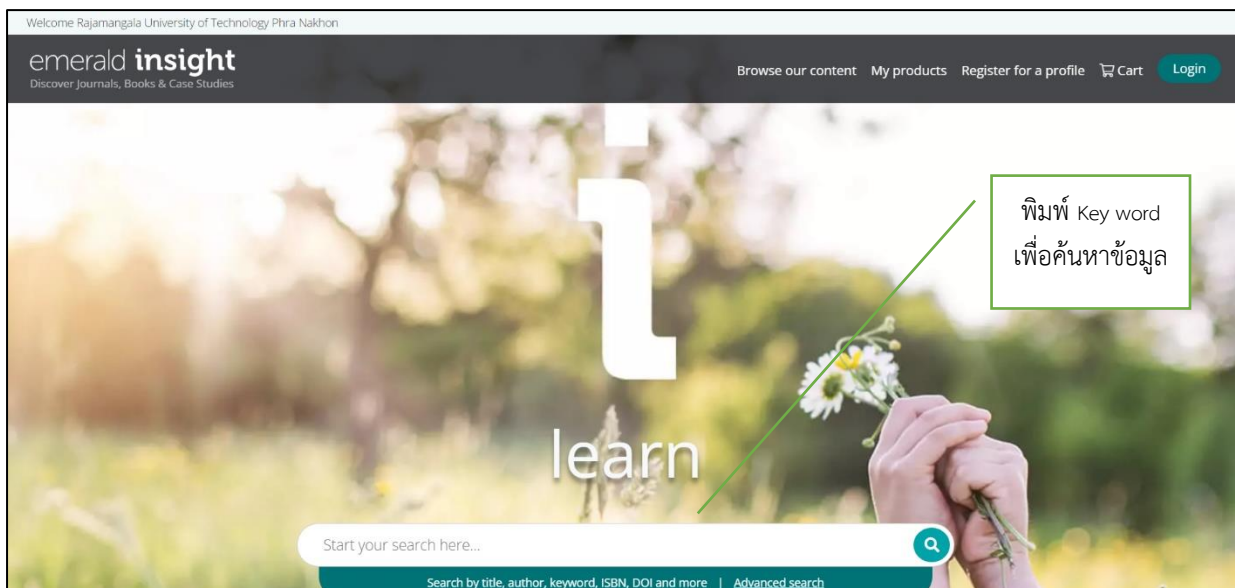 Welcome Rajamangala University of Technology Phra Nakhon
emerald insight
Discover Journals, Books & Case Studies
Browse our content My products Register for a profile Cart Login
i
พิมพ์ Key word
เพื่อค้นหาข้อมูล
learn
Start your search here...
Search by title, author, keyword, ISBN, DOI and more | Advanced search